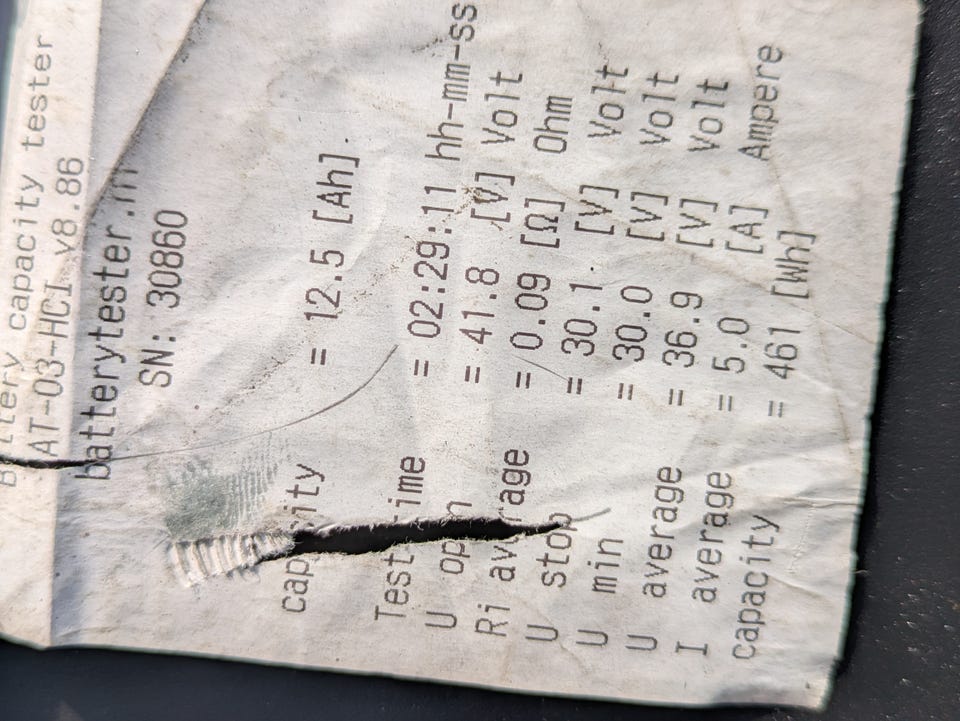 Battery capacity tester
AT-03-HCI v8.86
batterytester.
SN: 30860
capacity = 12.5 [Ah].
Test time = 02:29:11 hh-mm-ss
U open = 41.8 [V] Volt
Ri average = 0.09 [Ω] Ohm
U stop = 30.1 [V] Volt
U min = 30.0 [V] Volt
U average = 36.9 [V] Volt
I average = 5.0 [A] Ampere
capacity = 461 [Wh]